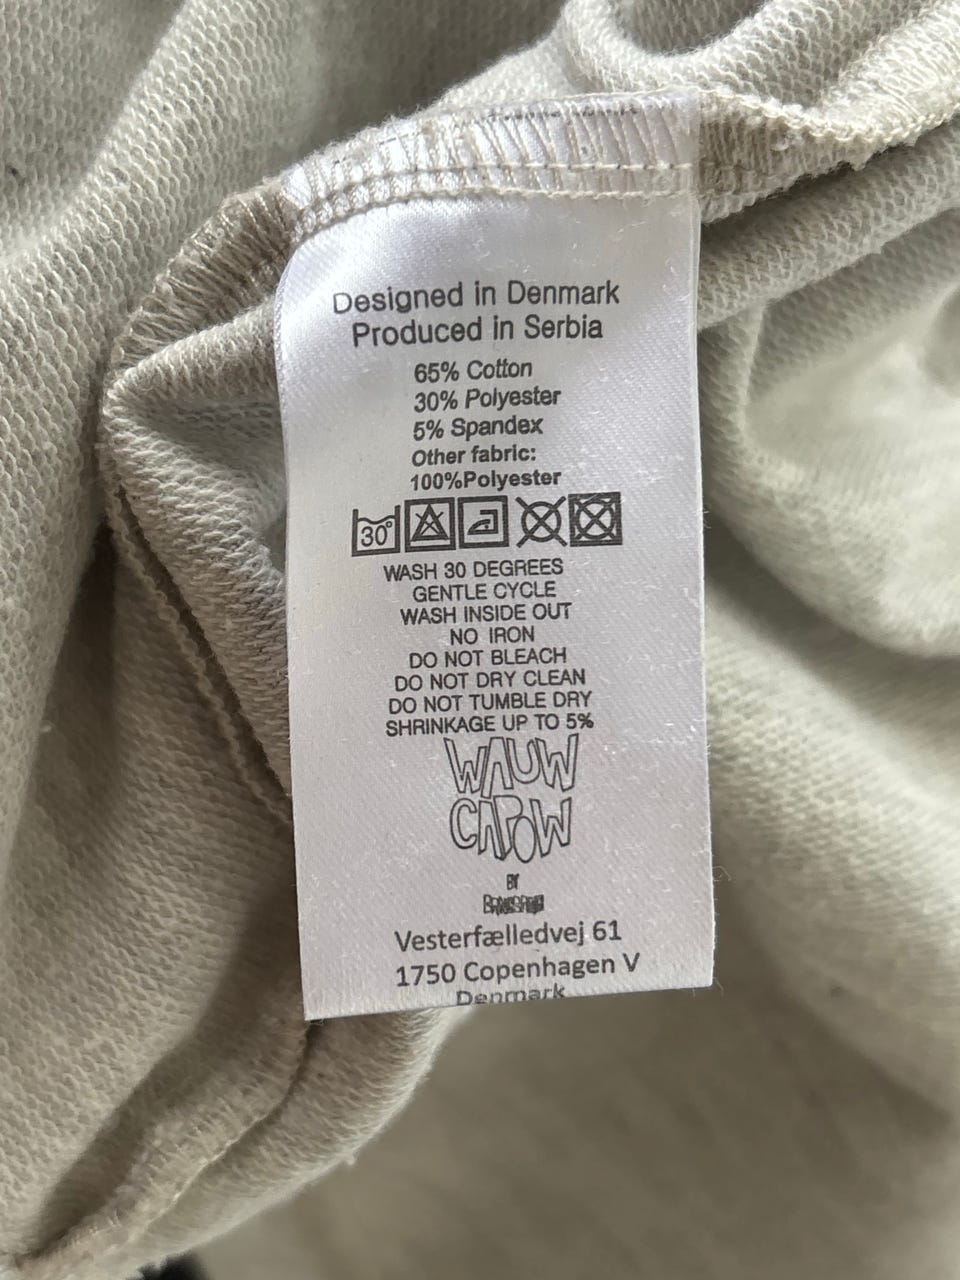 Designed in Denmark
Produced in Serbia
65% Cotton
30% Polyester
5% Spandex
Other fabric:
100%Polyester
30°
WASH 30 DEGREES
GENTLE CYCLE
WASH INSIDE OUT
NO IRON
DO NOT BLEACH
DO NOT DRY CLEAN
DO NOT TUMBLE DRY
SHRINKAGE UP TO 5%
WAUW
CAPOW
BY
Vesterfælledvej 61
1750 Copenhagen V
Denmark